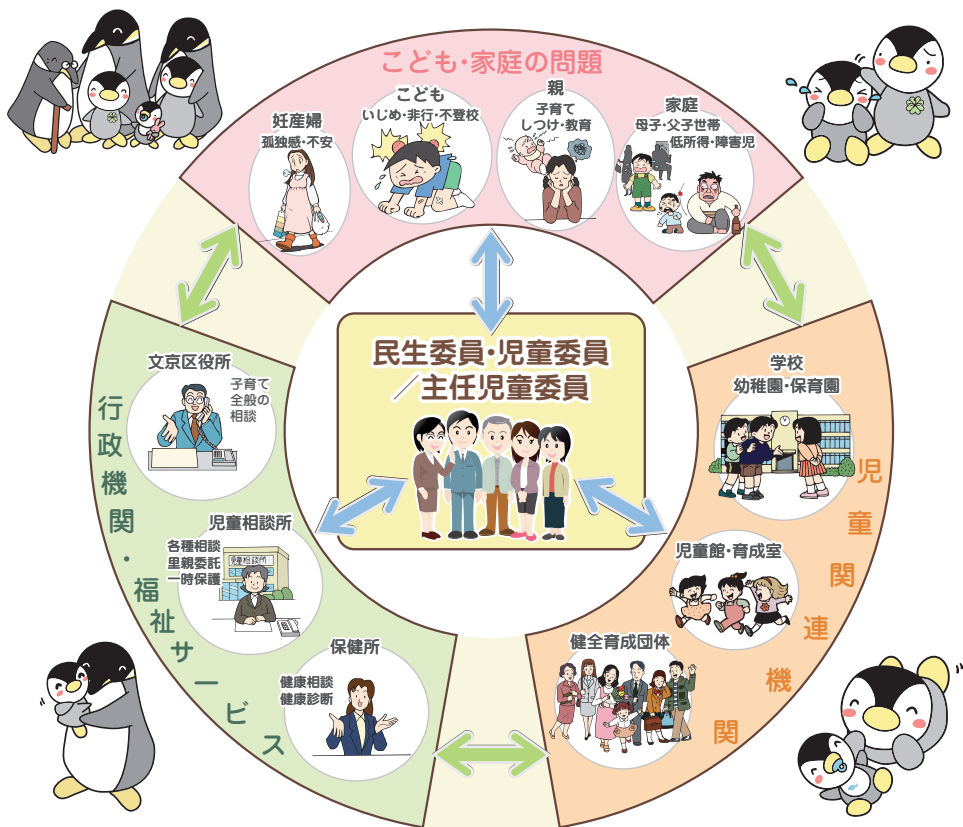 こども・家庭の問題
妊産婦
孤独感・不安
こども
いじめ・非行・不登校
親
子育て
しつけ・教育
家庭
母子・父子世帯
低所得・障害児
民生委員・児童委員
／主任児童委員
行政機関・福祉サービス
文京区役所
子育て
全般の
相談
児童相談所
各種相談
里親委託
一時保護
児童相談所
保健所
健康相談
健康診断
児童関連機関
学校
幼稚園・保育園
児童館・育成室
健全育成団体